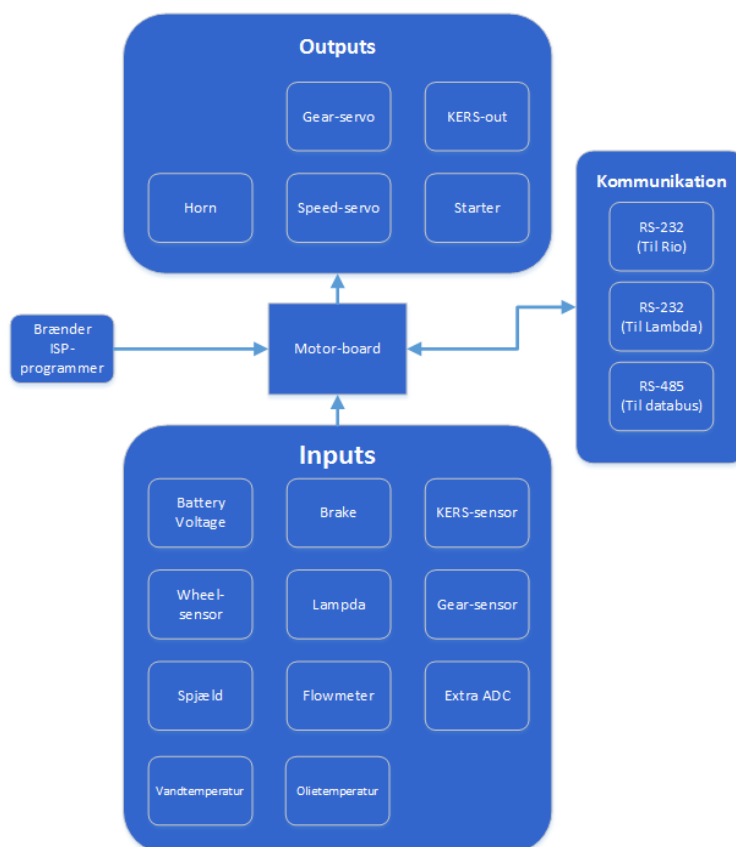 Outputs
Gear-servo
KERS-out
Horn
Speed-servo
Starter
Kommunikation
RS-232
(Til Rio)
RS-232
(Til Lambda)
RS-485
(Til databus)
Brænder
ISP-
programmer
Motor-board
Inputs
Battery
Voltage
Brake
KERS-sensor
Wheel-
sensor
Lampda
Gear-sensor
Spjæld
Flowmeter
Extra ADC
Vandtemperatur
Olietemperatur